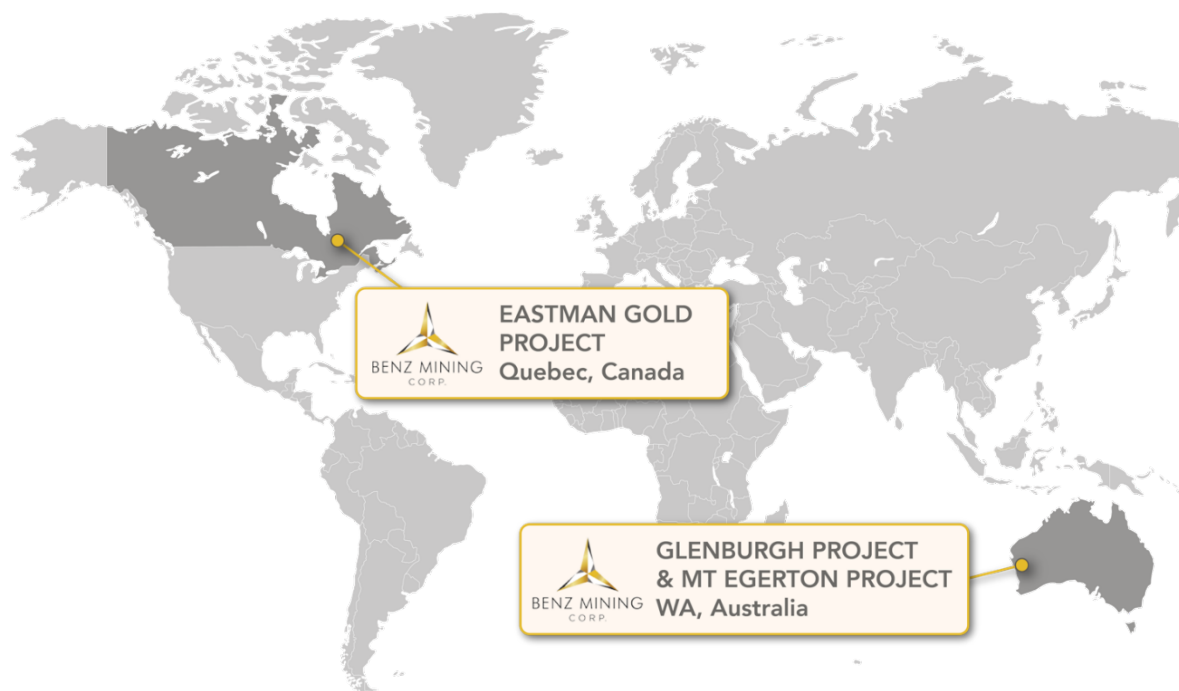 BENZ MINING
CORP.
EASTMAN GOLD
PROJECT
Quebec, Canada
BENZ MINING
CORP.
GLENBURGH PROJECT
& MT EGERTON PROJECT
WA, Australia